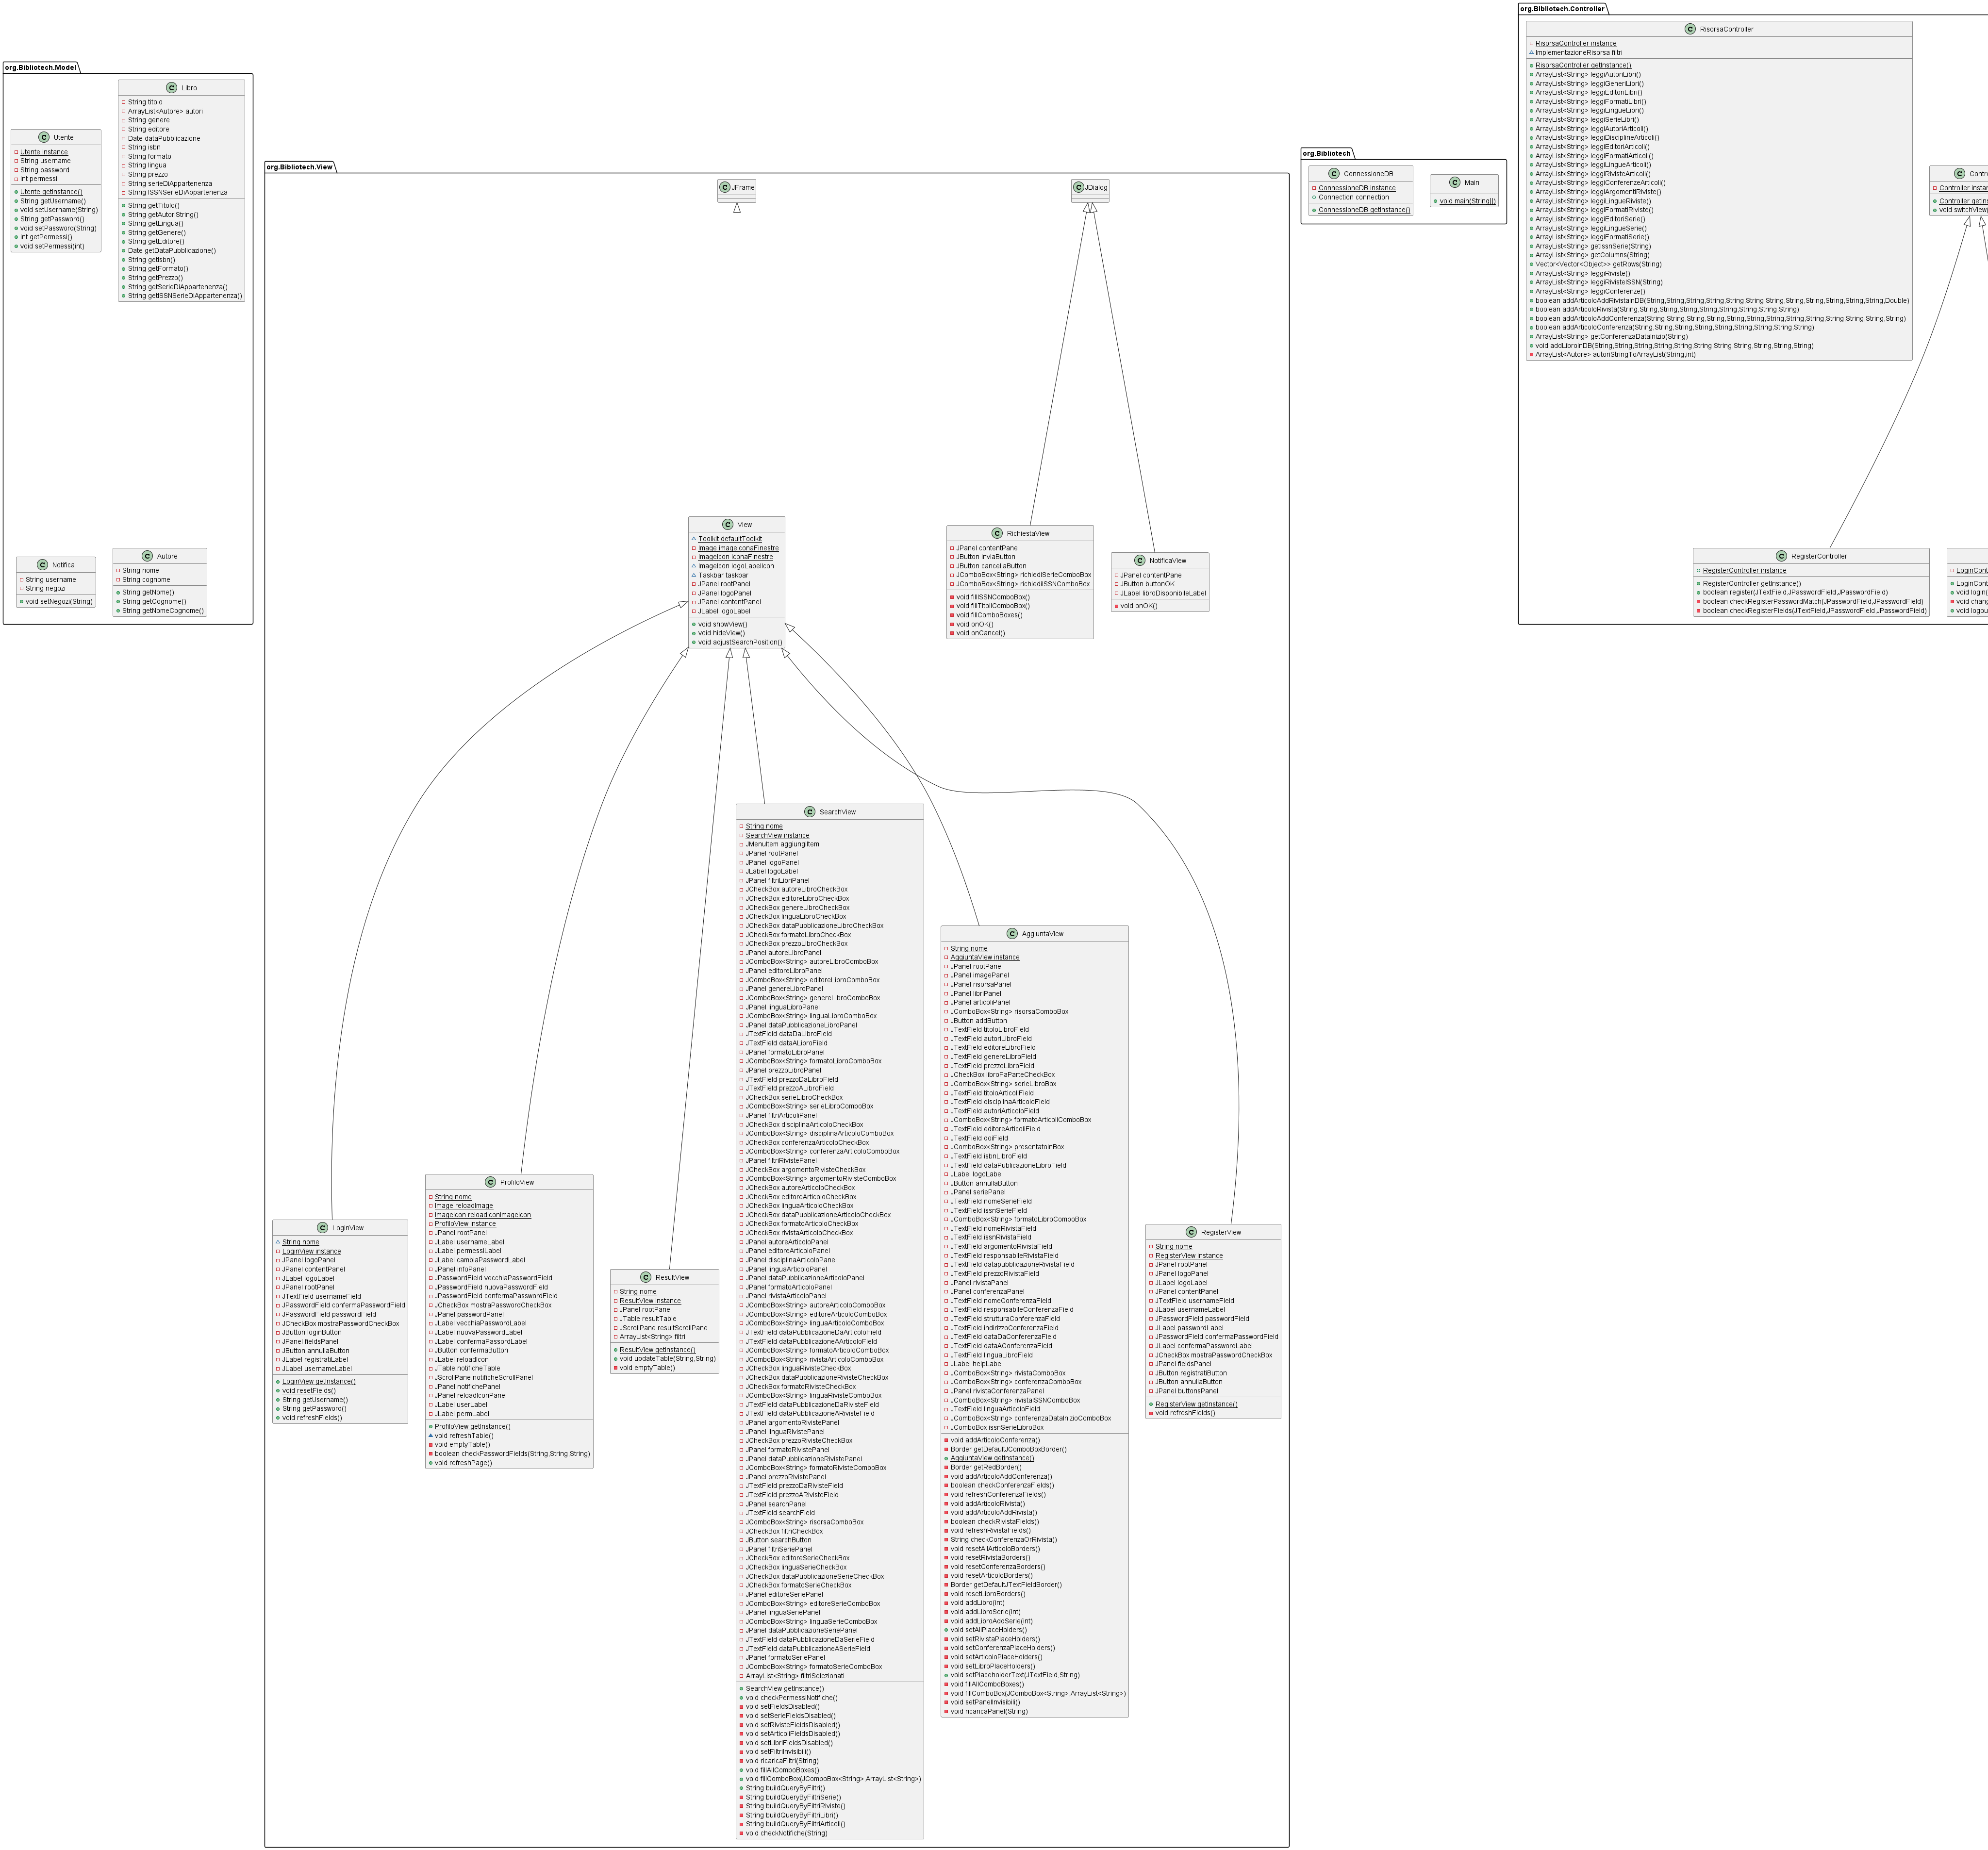 org.Bibliotech.Model
Utente
Utente instance
String username
String password
int permessi
Utente getInstance()
String getUsername()
void setUsername(String)
String getPassword()
void setPassword(String)
int getPermessi()
void setPermessi(int)
Libro
String titolo
ArrayList<Autore> autori
String genere
String editore
Date dataPubblicazione
String isbn
String formato
String lingua
String prezzo
String serieDiAppartenenza
String ISSNSerieDiAppartenenza
String getTitolo()
String getAutoriString()
String getLingua()
String getGenere()
String getEditore()
Date getDataPubblicazione()
String getIsbn()
String getFormato()
String getPrezzo()
String getSerieDiAppartenenza()
String getISSNSerieDiAppartenenza()
Notifica
String username
String negozi
void setNegozi(String)
Autore
String nome
String cognome
String getNome()
String getCognome()
String getNomeCognome()
org.Bibliotech.View
JFrame
JDialog
View
Toolkit defaultToolkit
Image imageIconaFinestre
ImageIcon iconaFinestre
ImageIcon logoLabelIcon
Taskbar taskbar
JPanel rootPanel
JPanel logoPanel
JPanel contentPanel
JLabel logoLabel
void showView()
void hideView()
void adjustSearchPosition()
RichiestaView
JPanel contentPane
JButton inviaButton
JButton cancellaButton
JComboBox<String> richiediSerieComboBox
JComboBox<String> richiediISSNComboBox
void fillISSNComboBox()
void fillTitoliComboBox()
void fillComboBoxes()
void onOK()
void onCancel()
NotificaView
JPanel contentPane
JButton buttonOK
JLabel libroDisponibileLabel
void onOK()
LoginView
String nome
LoginView instance
JPanel logoPanel
JPanel contentPanel
JLabel logoLabel
JPanel rootPanel
JTextField usernameField
JPasswordField confermaPasswordField
JPasswordField passwordField
JCheckBox mostraPasswordCheckBox
JButton loginButton
JPanel fieldsPanel
JButton annullaButton
JLabel registratiLabel
JLabel usernameLabel
LoginView getInstance()
void resetFields()
String getUsername()
String getPassword()
void refreshFields()
ProfiloView
String nome
Image reloadImage
ImageIcon reloadIconImageIcon
ProfiloView instance
JPanel rootPanel
JLabel usernameLabel
JLabel permessiLabel
JLabel cambiaPasswordLabel
JPanel infoPanel
JPasswordField vecchiaPasswordField
JPasswordField nuovaPasswordField
JPasswordField confermaPasswordField
JCheckBox mostraPasswordCheckBox
JPanel passwordPanel
JLabel vecchiaPasswordLabel
JLabel nuovaPasswordLabel
JLabel confermaPassordLabel
JButton confermaButton
JLabel reloadIcon
JTable notificheTable
JScrollPane notificheScrollPanel
JPanel notifichePanel
JPanel reloadIconPanel
JLabel userLabel
JLabel permLabel
ProfiloView getInstance()
void refreshTable()
void emptyTable()
boolean checkPasswordFields(String,String,String)
void refreshPage()
ResultView
String nome
ResultView instance
JPanel rootPanel
JTable resultTable
JScrollPane resultScrollPane
ArrayList<String> filtri
ResultView getInstance()
void updateTable(String,String)
void emptyTable()
SearchView
String nome
SearchView instance
JMenuItem aggiungiItem
JPanel rootPanel
JPanel logoPanel
JLabel logoLabel
JPanel filtriLibriPanel
JCheckBox autoreLibroCheckBox
JCheckBox editoreLibroCheckBox
JCheckBox genereLibroCheckBox
JCheckBox linguaLibroCheckBox
JCheckBox dataPubblicazioneLibroCheckBox
JCheckBox formatoLibroCheckBox
JCheckBox prezzoLibroCheckBox
JPanel autoreLibroPanel
JComboBox<String> autoreLibroComboBox
JPanel editoreLibroPanel
JComboBox<String> editoreLibroComboBox
JPanel genereLibroPanel
JComboBox<String> genereLibroComboBox
JPanel linguaLibroPanel
JComboBox<String> linguaLibroComboBox
JPanel dataPubblicazioneLibroPanel
JTextField dataDaLibroField
JTextField dataALibroField
JPanel formatoLibroPanel
JComboBox<String> formatoLibroComboBox
JPanel prezzoLibroPanel
JTextField prezzoDaLibroField
JTextField prezzoALibroField
JCheckBox serieLibroCheckBox
JComboBox<String> serieLibroComboBox
JPanel filtriArticoliPanel
JCheckBox disciplinaArticoloCheckBox
JComboBox<String> disciplinaArticoloComboBox
JCheckBox conferenzaArticoloCheckBox
JComboBox<String> conferenzaArticoloComboBox
JPanel filtriRivistePanel
JCheckBox argomentoRivisteCheckBox
JComboBox<String> argomentoRivisteComboBox
JCheckBox autoreArticoloCheckBox
JCheckBox editoreArticoloCheckBox
JCheckBox linguaArticoloCheckBox
JCheckBox dataPubblicazioneArticoloCheckBox
JCheckBox formatoArticoloCheckBox
JCheckBox rivistaArticoloCheckBox
JPanel autoreArticoloPanel
JPanel editoreArticoloPanel
JPanel disciplinaArticoloPanel
JPanel linguaArticoloPanel
JPanel dataPubblicazioneArticoloPanel
JPanel formatoArticoloPanel
JPanel rivistaArticoloPanel
JComboBox<String> autoreArticoloComboBox
JComboBox<String> editoreArticoloComboBox
JComboBox<String> linguaArticoloComboBox
JTextField dataPubblicazioneDaArticoloField
JTextField dataPubblicazioneAArticoloField
JComboBox<String> formatoArticoloComboBox
JComboBox<String> rivistaArticoloComboBox
JCheckBox linguaRivisteCheckBox
JCheckBox dataPubblicazioneRivisteCheckBox
JCheckBox formatoRivisteCheckBox
JComboBox<String> linguaRivisteComboBox
JTextField dataPubblicazioneDaRivisteField
JTextField dataPubblicazioneARivisteField
JPanel argomentoRivistePanel
JPanel linguaRivistePanel
JCheckBox prezzoRivisteCheckBox
JPanel formatoRivistePanel
JPanel dataPubblicazioneRivistePanel
JComboBox<String> formatoRivisteComboBox
JPanel prezzoRivistePanel
JTextField prezzoDaRivisteField
JTextField prezzoARivisteField
JPanel searchPanel
JTextField searchField
JComboBox<String> risorsaComboBox
JCheckBox filtriCheckBox
JButton searchButton
JPanel filtriSeriePanel
JCheckBox editoreSerieCheckBox
JCheckBox linguaSerieCheckBox
JCheckBox dataPubblicazioneSerieCheckBox
JCheckBox formatoSerieCheckBox
JPanel editoreSeriePanel
JComboBox<String> editoreSerieComboBox
JPanel linguaSeriePanel
JComboBox<String> linguaSerieComboBox
JPanel dataPubblicazioneSeriePanel
JTextField dataPubblicazioneDaSerieField
JTextField dataPubblicazioneASerieField
JPanel formatoSeriePanel
JComboBox<String> formatoSerieComboBox
ArrayList<String> filtriSelezionati
SearchView getInstance()
void checkPermessiNotifiche()
void setFieldsDisabled()
void setSerieFieldsDisabled()
void setRivisteFieldsDisabled()
void setArticoliFieldsDisabled()
void setLibriFieldsDisabled()
void setFiltriInvisibili()
void ricaricaFiltri(String)
void fillAllComboBoxes()
void fillComboBox(JComboBox<String>,ArrayList<String>)
String buildQueryByFiltri()
String buildQueryByFiltriSerie()
String buildQueryByFiltriRiviste()
String buildQueryByFiltriLibri()
String buildQueryByFiltriArticoli()
void checkNotifiche(String)
AggiuntaView
String nome
AggiuntaView instance
JPanel rootPanel
JPanel imagePanel
JPanel risorsaPanel
JPanel libriPanel
JPanel articoliPanel
JComboBox<String> risorsaComboBox
JButton addButton
JTextField titoloLibroField
JTextField autoriLibroField
JTextField editoreLibroField
JTextField genereLibroField
JTextField prezzoLibroField
JCheckBox libroFaParteCheckBox
JComboBox<String> serieLibroBox
JTextField titoloArticoliField
JTextField disciplinaArticoloField
JTextField autoriArticoloField
JComboBox<String> formatoArticoliComboBox
JTextField editoreArticoliField
JTextField doiField
JComboBox<String> presentatoInBox
JTextField isbnLibroField
JTextField dataPublicazioneLibroField
JLabel logoLabel
JButton annullaButton
JPanel seriePanel
JTextField nomeSerieField
JTextField issnSerieField
JComboBox<String> formatoLibroComboBox
JTextField nomeRivistaField
JTextField issnRivistaField
JTextField argomentoRivistaField
JTextField responsabileRivistaField
JTextField datapubblicazioneRivistaField
JTextField prezzoRivistaField
JPanel rivistaPanel
JPanel conferenzaPanel
JTextField nomeConferenzaField
JTextField responsabileConferenzaField
JTextField strutturaConferenzaField
JTextField indirizzoConferenzaField
JTextField dataDaConferenzaField
JTextField dataAConferenzaField
JTextField linguaLibroField
JLabel helpLabel
JComboBox<String> rivistaComboBox
JComboBox<String> conferenzaComboBox
JPanel rivistaConferenzaPanel
JComboBox<String> rivistaISSNComboBox
JTextField linguaArticoloField
JComboBox<String> conferenzaDataInizioComboBox
JComboBox issnSerieLibroBox
void addArticoloConferenza()
Border getDefaultJComboBoxBorder()
AggiuntaView getInstance()
Border getRedBorder()
void addArticoloAddConferenza()
boolean checkConferenzaFields()
void refreshConferenzaFields()
void addArticoloRivista()
void addArticoloAddRivista()
boolean checkRivistaFields()
void refreshRivistaFields()
String checkConferenzaOrRivista()
void resetAllArticoloBorders()
void resetRivistaBorders()
void resetConferenzaBorders()
void resetArticoloBorders()
Border getDefaultJTextFieldBorder()
void resetLibroBorders()
void addLibro(int)
void addLibroSerie(int)
void addLibroAddSerie(int)
void setAllPlaceHolders()
void setRivistaPlaceHolders()
void setConferenzaPlaceHolders()
void setArticoloPlaceHolders()
void setLibroPlaceHolders()
void setPlaceholderText(JTextField,String)
void fillAllComboBoxes()
void fillComboBox(JComboBox<String>,ArrayList<String>)
void setPanelInvisibili()
void ricaricaPanel(String)
RegisterView
String nome
RegisterView instance
JPanel rootPanel
JPanel logoPanel
JLabel logoLabel
JPanel contentPanel
JTextField usernameField
JLabel usernameLabel
JPasswordField passwordField
JLabel passwordLabel
JPasswordField confermaPasswordField
JLabel confermaPasswordLabel
JCheckBox mostraPasswordCheckBox
JPanel fieldsPanel
JButton registratiButton
JButton annullaButton
JPanel buttonsPanel
RegisterView getInstance()
void refreshFields()
org.Bibliotech
ConnessioneDB
ConnessioneDB instance
Connection connection
ConnessioneDB getInstance()
Main
void main(String[])
org.Bibliotech.Controller
RisorsaController
RisorsaController instance
ImplementazioneRisorsa filtri
RisorsaController getInstance()
ArrayList<String> leggiAutoriLibri()
ArrayList<String> leggiGeneriLibri()
ArrayList<String> leggiEditoriLibri()
ArrayList<String> leggiFormatiLibri()
ArrayList<String> leggiLingueLibri()
ArrayList<String> leggiSerieLibri()
ArrayList<String> leggiAutoriArticoli()
ArrayList<String> leggiDisciplineArticoli()
ArrayList<String> leggiEditoriArticoli()
ArrayList<String> leggiFormatiArticoli()
ArrayList<String> leggiLingueArticoli()
ArrayList<String> leggiRivisteArticoli()
ArrayList<String> leggiConferenzeArticoli()
ArrayList<String> leggiArgomentiRiviste()
ArrayList<String> leggiLingueRiviste()
ArrayList<String> leggiFormatiRiviste()
ArrayList<String> leggiEditoriSerie()
ArrayList<String> leggiLingueSerie()
ArrayList<String> leggiFormatiSerie()
ArrayList<String> getIssnSerie(String)
ArrayList<String> getColumns(String)
Vector<Vector<Object>> getRows(String)
ArrayList<String> leggiRiviste()
ArrayList<String> leggiRivisteISSN(String)
ArrayList<String> leggiConferenze()
boolean addArticoloAddRivistaInDB(String,String,String,String,String,String,String,String,String,String,String,String,Double)
boolean addArticoloRivista(String,String,String,String,String,String,String,String,String)
boolean addArticoloAddConferenza(String,String,String,String,String,String,String,String,String,String,String,String,String)
boolean addArticoloConferenza(String,String,String,String,String,String,String,String,String)
ArrayList<String> getConferenzaDataInizio(String)
void addLibroInDB(String,String,String,String,String,String,String,String,String,String,String)
ArrayList<Autore> autoriStringToArrayList(String,int)
Contro
Controller instan
Controller getIns
void switchView(
RegisterController
RegisterController instance
RegisterController getInstance()
boolean register(JTextField,JPasswordField,JPasswordField)
boolean checkRegisterPasswordMatch(JPasswordField,JPasswordField)
boolean checkRegisterFields(JTextField,JPasswordField,JPasswordField)
LoginCont
LoginCont
void login(
void chan
void logou